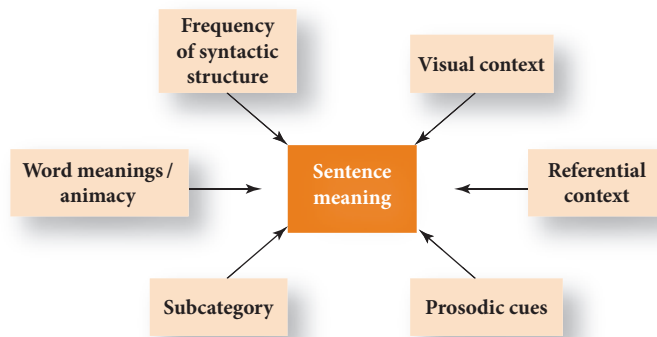 Frequency
of syntactic
structure
Visual context
Word meanings /
animacy
Sentence
meaning
Referential
context
Subcategory
Prosodic cues